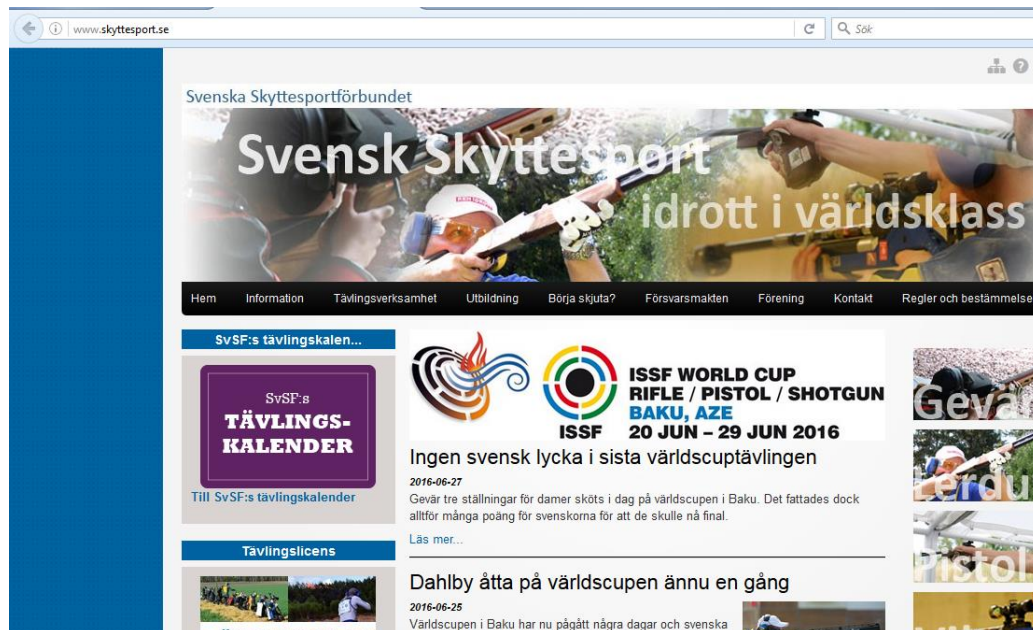 www.skyttesport.se
Sök
Svenska Skyttesportförbundet
Svensk Skyttesport
idrott i världsklass
Hem Information Tävlingsverksamhet Utbildning Börja skjuta? Försvarsmakten Förening Kontakt Regler och bestämmelse
SvSF:s tävlingskalen...
SvSF:s
TÄVLINGS-
KALENDER
Till SvSF:s tävlingskalender
Tävlingslicens
ISSF WORLD CUP
RIFLE / PISTOL / SHOTGUN
BAKU, AZE
ISSF 20 JUN – 29 JUN 2016
Ingen svensk lycka i sista världscuptävlingen
2016-06-27
Gevär tre ställningar för damer sköts i dag på världscupen i Baku. Det fattades dock
alltför många poäng för svenskorna för att de skulle nå final.
Läs mer...
Dahlby åtta på världscupen ännu en gång
2016-06-25
Världscupen i Baku har nu pågått några dagar och svenska
Gevär
Lerdu
Pistol